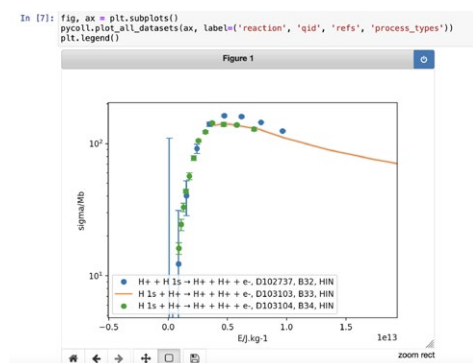 In [7]: fig, ax = plt.subplots()
pycoll.plot_all_datasets(ax, label=('reaction', 'qid', 'refs', 'process_types'))
plt.legend()
Figure 1
10²
10¹
sigma/Mb
H+ + H 1s → H+ + H+ + e-, D102737, B32, HIN
H 1s + H+ → H+ + H+ + e-, D103103, B33, HIN
H 1s + H+ → H+ + H+ + e-, D103104, B34, HIN
−0.5 0.0 0.5 1.0 1.5
1e13
E/J.kg-1
zoom rect